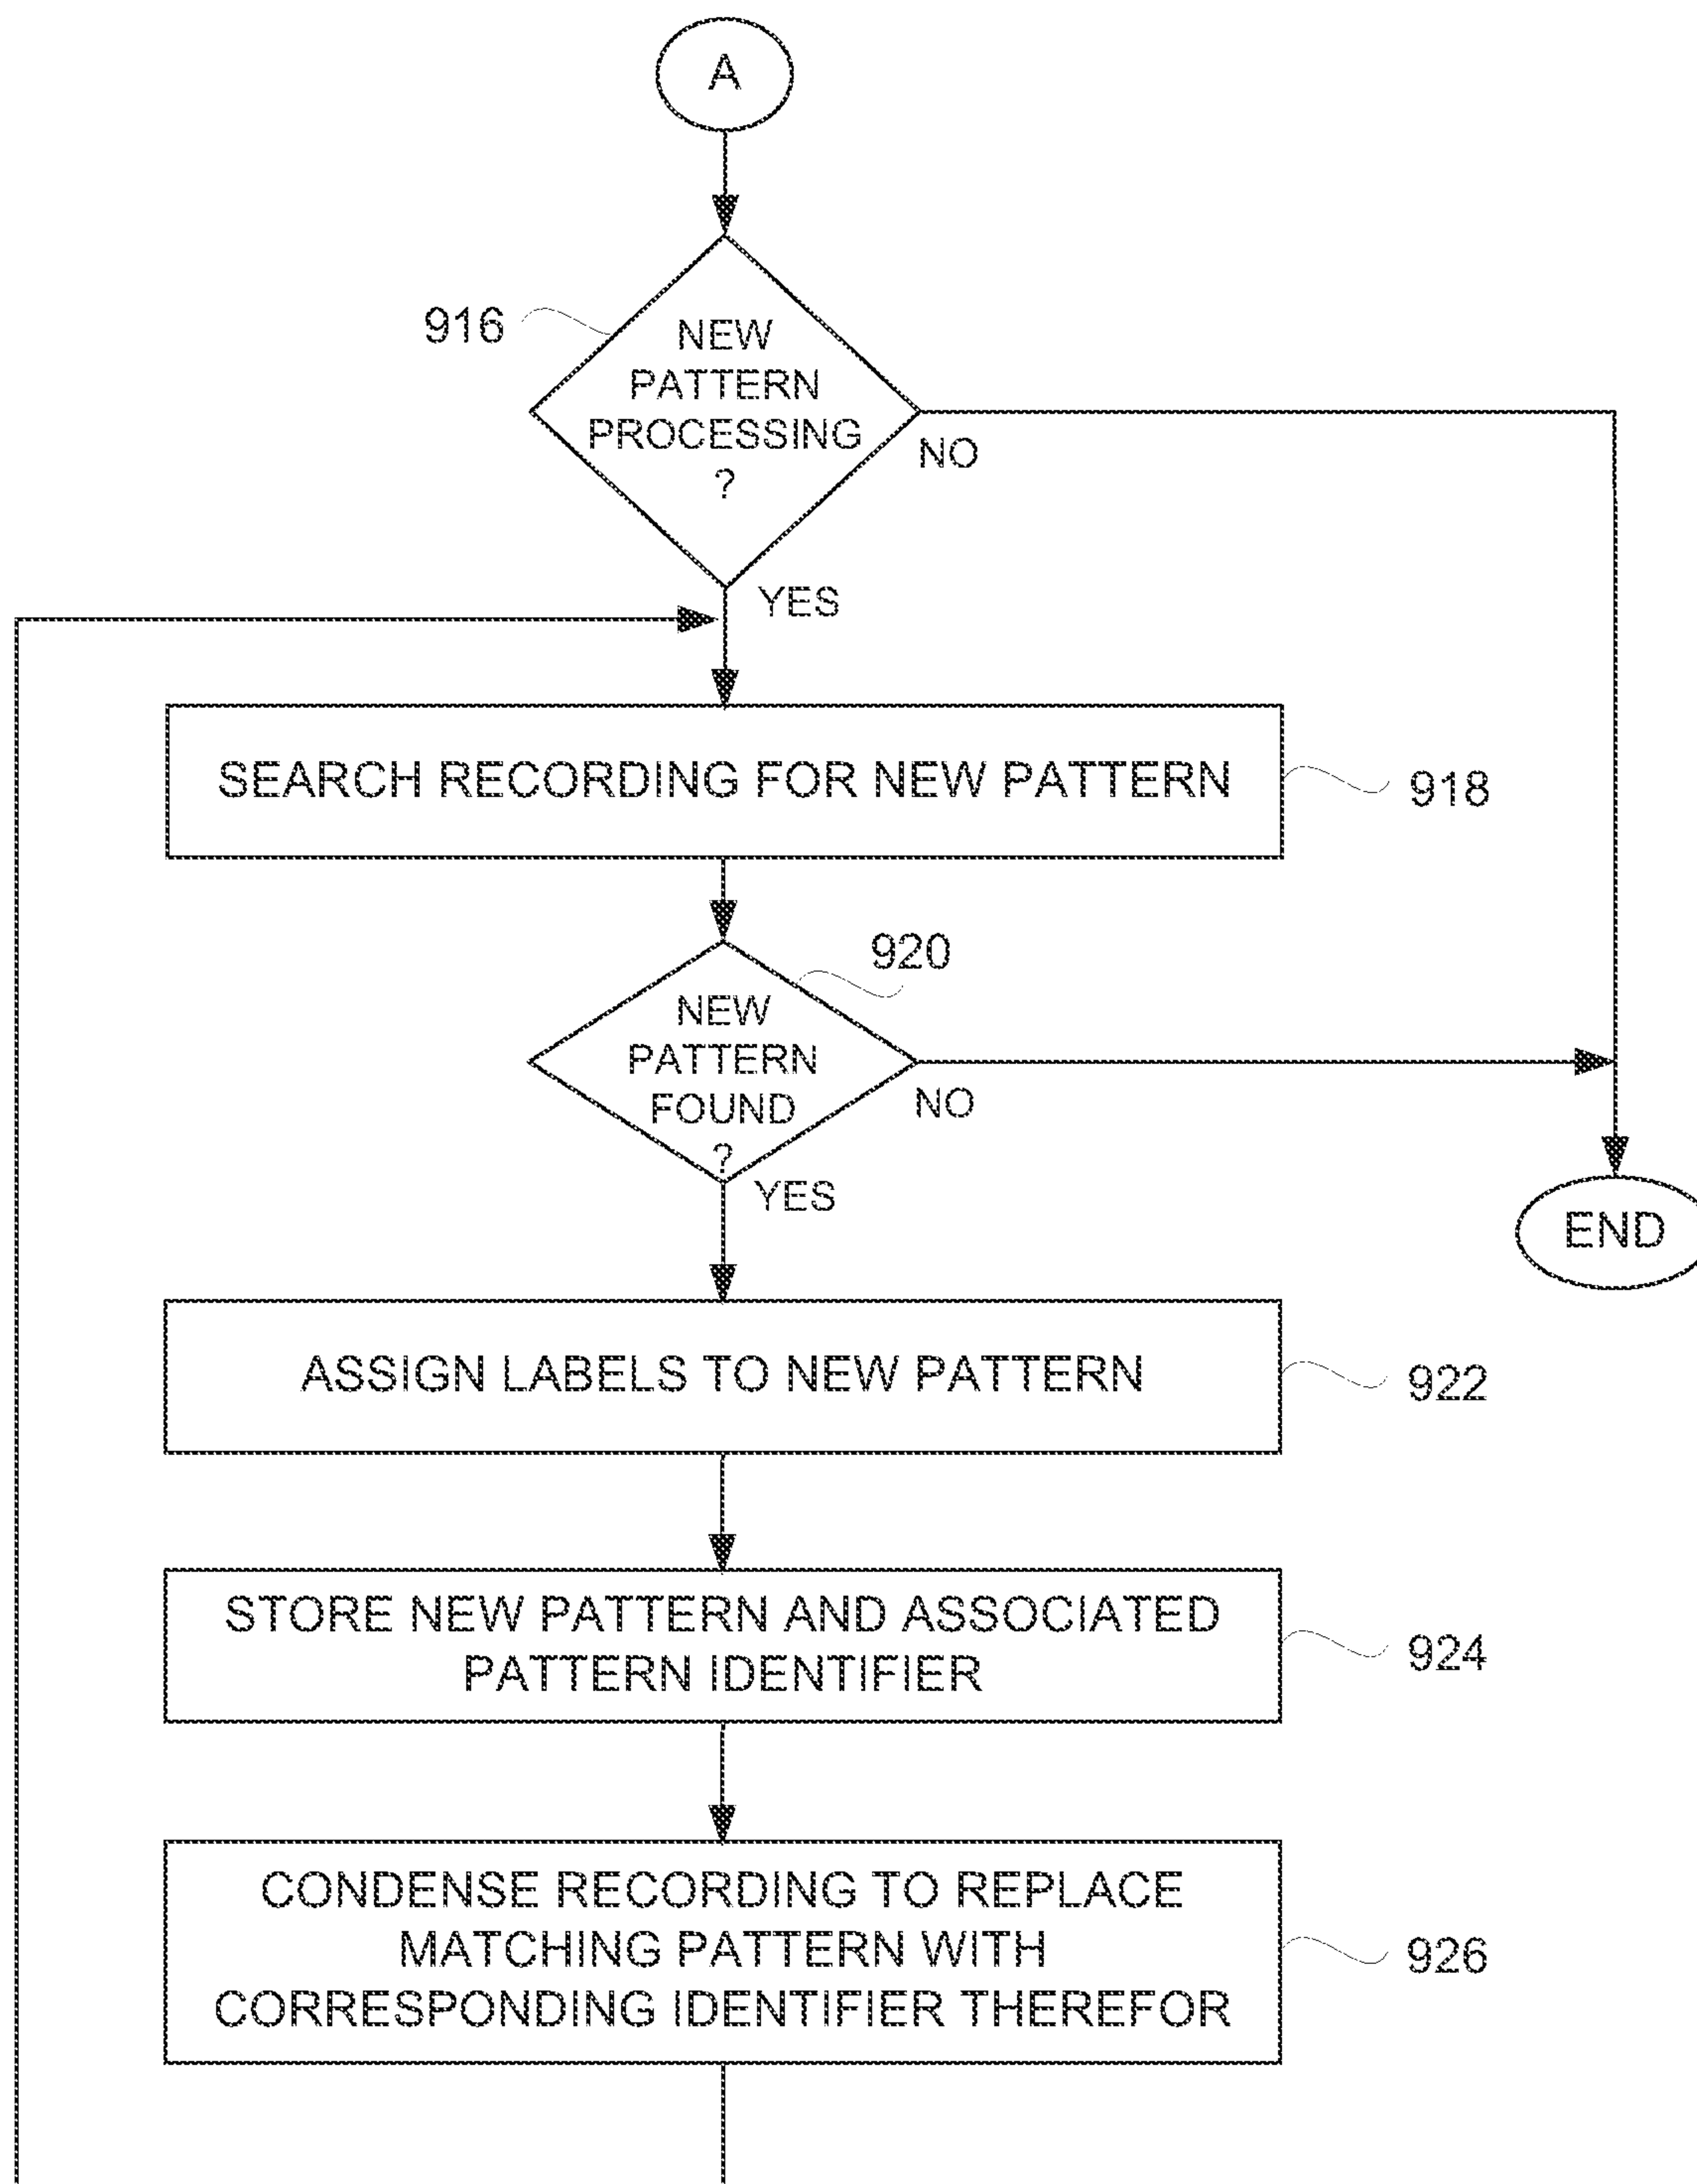 A
916
NEW
PATTERN
PROCESSING
?
NO
YES
SEARCH RECORDING FOR NEW PATTERN
918
920
NEW
PATTERN
FOUND
?
NO
YES
END
ASSIGN LABELS TO NEW PATTERN
922
STORE NEW PATTERN AND ASSOCIATED
PATTERN IDENTIFIER
924
CONDENSE RECORDING TO REPLACE
MATCHING PATTERN WITH
CORRESPONDING IDENTIFIER THEREFOR
926